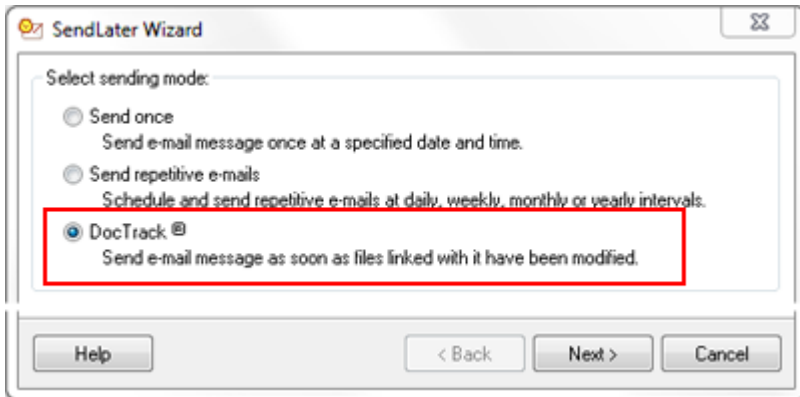 SendLater Wizard
Select sending mode:
Send once
Send e-mail message once at a specified date and time.
Send repetitive e-mails
Schedule and send repetitive e-mails at daily, weekly, monthly or yearly intervals.
DocTrack ®
Send e-mail message as soon as files linked with it have been modified.
Help < Back Next > Cancel